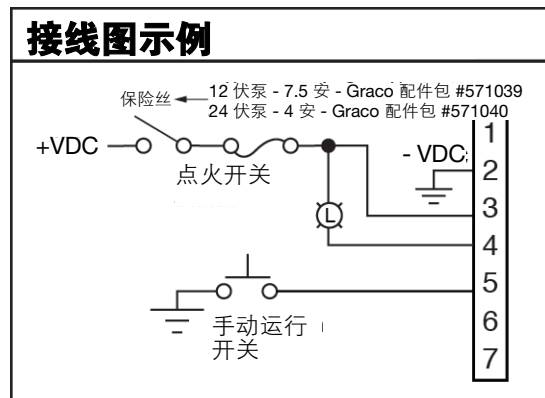 接线图示例
12 伏泵 - 7.5 安 - Graco 配件包 #571039
保险丝
24 伏泵 - 4 安 - Graco 配件包 #571040
+VDC
点火开关
- VDC
L
1
2
3
4
5
6
7
手动运行
开关